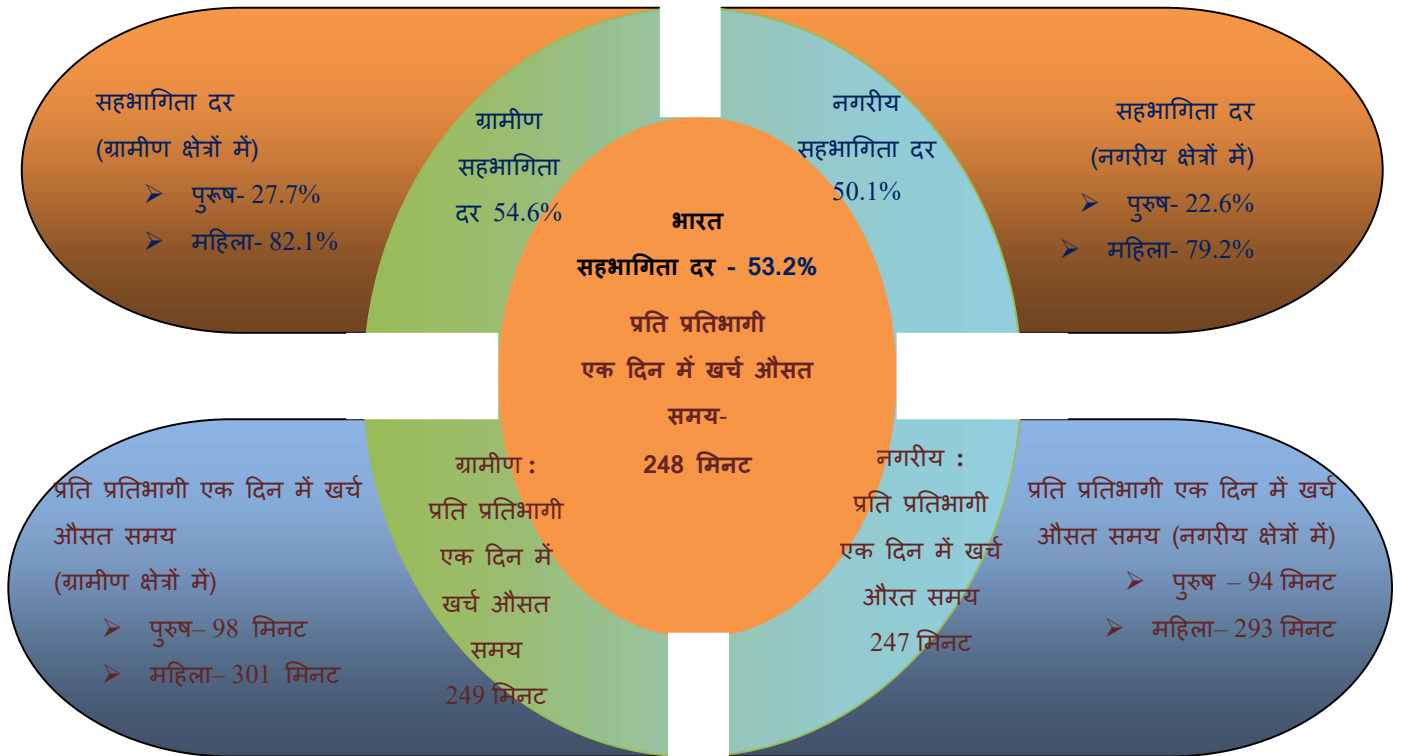 सहभागिता दर
(ग्रामीण क्षेत्रों में)
➢ पुरूष- 27.7%
➢ महिला- 82.1%
ग्रामीण
सहभागिता
दर 54.6%
नगरीय
सहभागिता दर
50.1%
सहभागिता दर
(नगरीय क्षेत्रों में)
➢ पुरुष- 22.6%
➢ महिला- 79.2%
भारत
सहभागिता दर - 53.2%
प्रति प्रतिभागी
एक दिन में खर्च औसत
समय-
248 मिनट
प्रति प्रतिभागी एक दिन में खर्च
औसत समय
(ग्रामीण क्षेत्रों में)
➢ पुरुष– 98 मिनट
➢ महिला– 301 मिनट
ग्रामीण :
प्रति प्रतिभागी
एक दिन में
खर्च औसत
समय
249 मिनट
नगरीय :
प्रति प्रतिभागी
एक दिन में खर्च
औरत समय
247 मिनट
प्रति प्रतिभागी एक दिन में खर्च
औसत समय (नगरीय क्षेत्रों में)
➢ पुरुष – 94 मिनट
➢ महिला– 293 मिनट